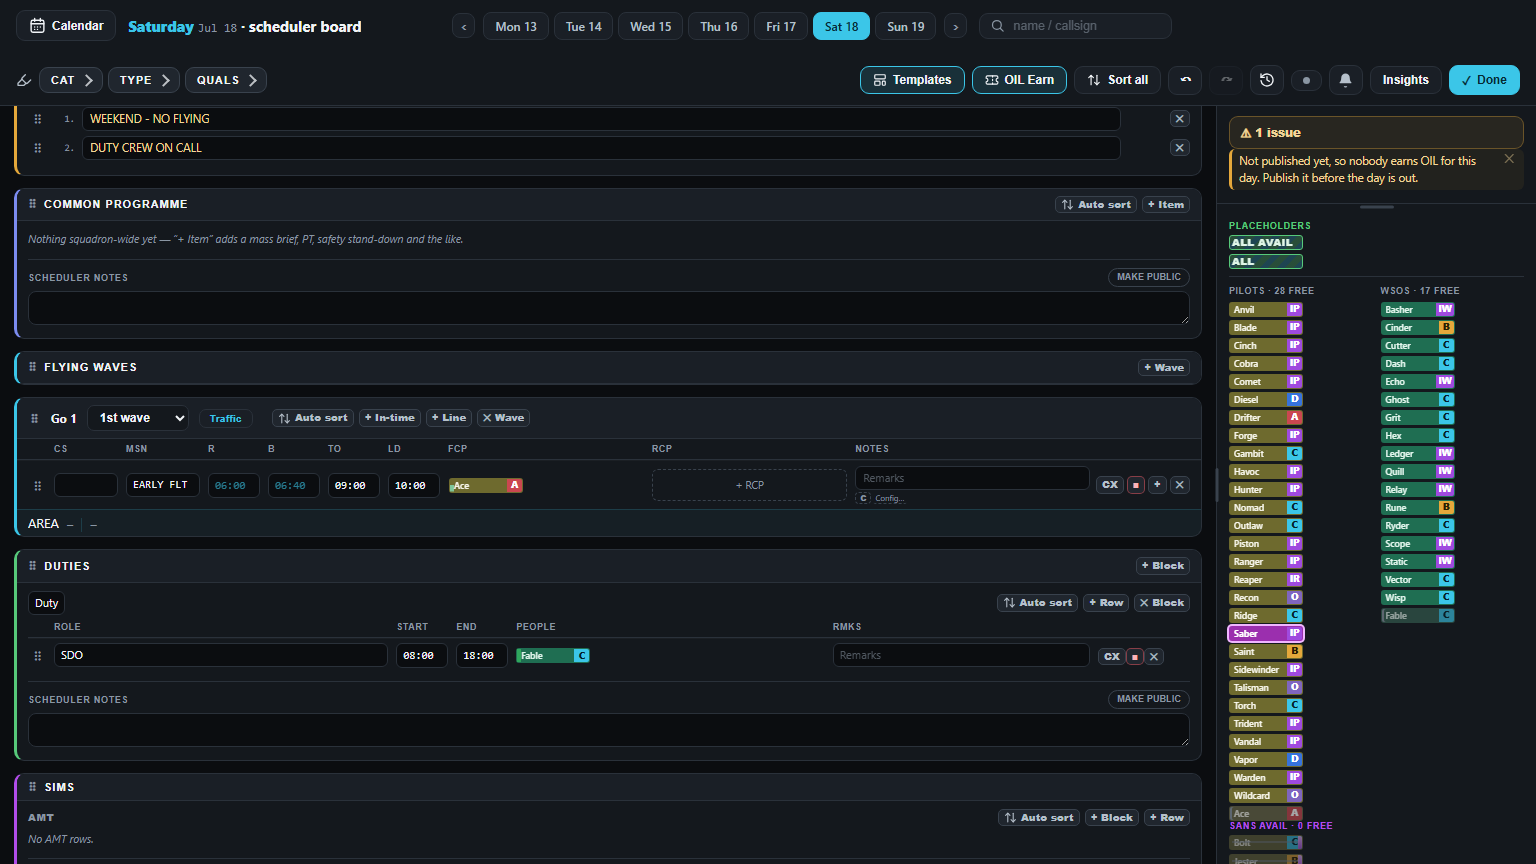 Calendar
Saturday Jul 18 · scheduler board
Mon 13
Tue 14
Wed 15
Thu 16
Fri 17
Sat 18
Sun 19
name / callsign
CAT
TYPE
QUALS
Templates
OIL Earn
Sort all
Insights
✓ Done
1. WEEKEND - NO FLYING
2. DUTY CREW ON CALL
COMMON PROGRAMME
Auto sort
+ Item
Nothing squadron-wide yet — "+ Item" adds a mass brief, PT, safety stand-down and the like.
SCHEDULER NOTES
MAKE PUBLIC
FLYING WAVES
+ Wave
Go 1
1st wave
Traffic
Auto sort
+ In-time
+ Line
× Wave
CS MSN R B TO LD FCP RCP NOTES
EARLY FLT 06:00 06:40 09:00 10:00 Ace A + RCP Remarks CX
C Config...
AREA – –
DUTIES
+ Block
Duty
Auto sort
+ Row
× Block
ROLE START END PEOPLE RMKS
SDO 08:00 18:00 Fable C Remarks CX
SCHEDULER NOTES
MAKE PUBLIC
SIMS
AMT
Auto sort
+ Block
+ Row
No AMT rows.
⚠ 1 issue
Not published yet, so nobody earns OIL for this
day. Publish it before the day is out.
PLACEHOLDERS
ALL AVAIL
ALL
PILOTS · 28 FREE
Anvil IP
Blade IP
Cinch IP
Cobra IP
Comet IP
Diesel D
Drifter A
Forge IP
Gambit C
Havoc IP
Hunter IP
Nomad C
Outlaw C
Piston IP
Ranger IP
Reaper IR
Recon O
Ridge C
Saber IP
Saint B
Sidewinder IP
Talisman O
Torch C
Trident IP
Vandal IP
Vapor D
Warden IP
Wildcard O
Ace A
WSOS · 17 FREE
Basher IW
Cinder B
Cutter C
Dash C
Echo IW
Ghost C
Grit C
Hex C
Ledger IW
Quill IW
Relay IW
Rune B
Ryder C
Scope IW
Static IW
Vector C
Wisp C
Fable C
SANS AVAIL · 0 FREE
Bolt C